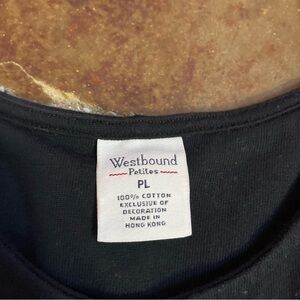 Westbound
Petites
PL
100% COTTON
EXCLUSIVE OF
DECORATION
MADE IN
HONG KONG